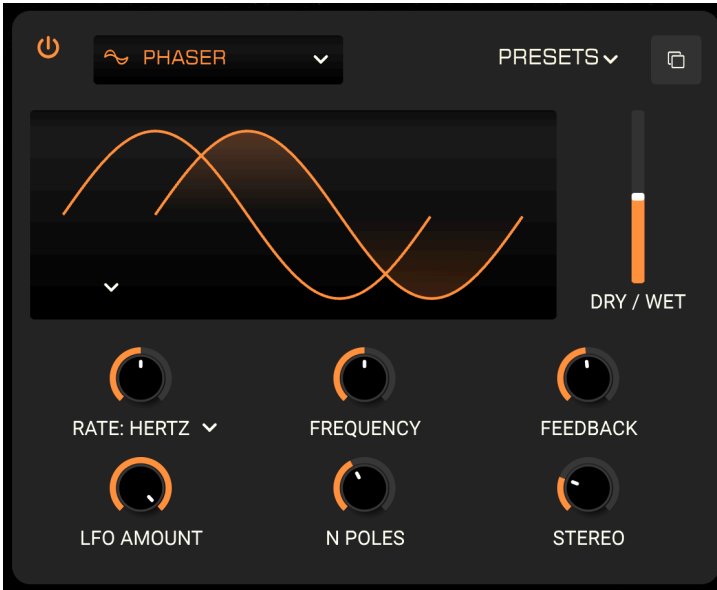 PHASER
PRESETS
DRY / WET
RATE: HERTZ
FREQUENCY
FEEDBACK
LFO AMOUNT
N POLES
STEREO